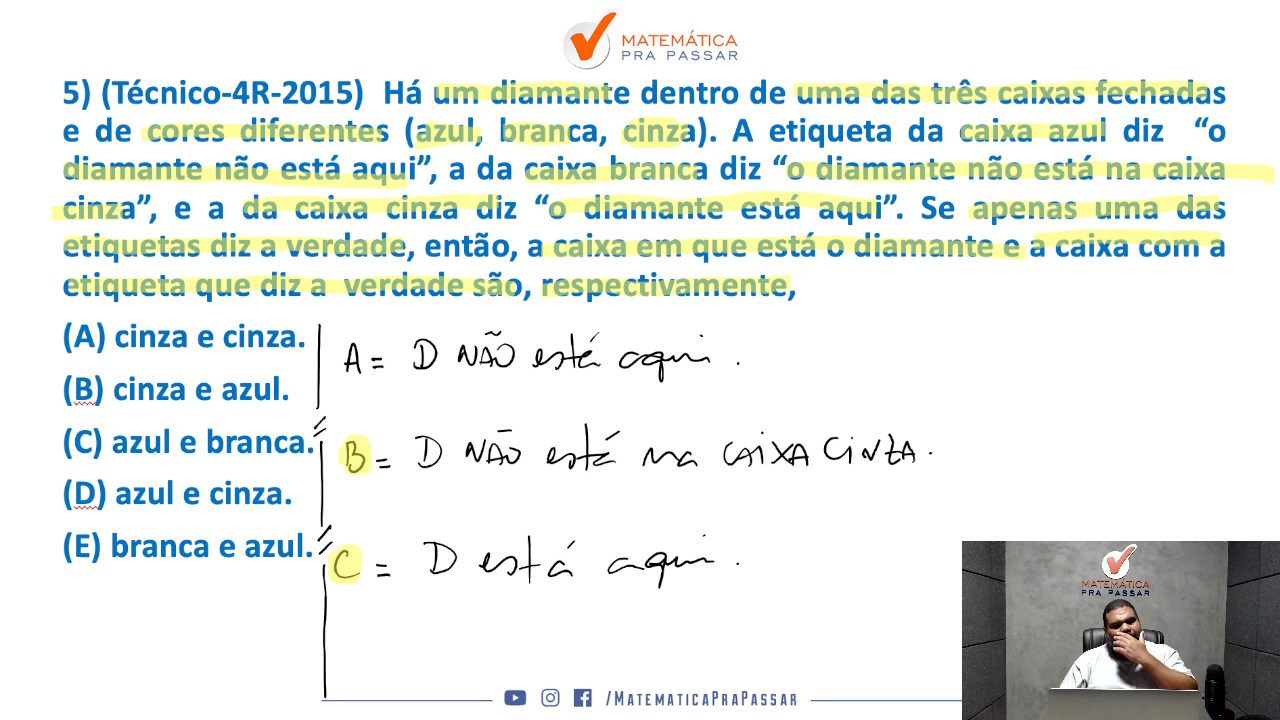 MATEMÁTICA
PRA PASSAR
5) (Técnico-4R-2015) Há um diamante dentro de uma das três caixas fechadas
e de cores diferentes (azul, branca, cinza). A etiqueta da caixa azul diz “o
diamante não está aqui”, a da caixa branca diz “o diamante não está na caixa
cinza”, e a da caixa cinza diz “o diamante está aqui”. Se apenas uma das
etiquetas diz a verdade, então, a caixa em que está o diamante e a caixa com a
etiqueta que diz a verdade são, respectivamente,
(A) cinza e cinza.
(B) cinza e azul.
(C) azul e branca.
(D) azul e cinza.
(E) branca e azul.
A = D NÃO está aqui.
B = D NÃO está na CAIXA CiNZA.
C = D está aqui.
MATEMÁTICA
PRA PASSAR
/MATEMATICAPRAPASSAR